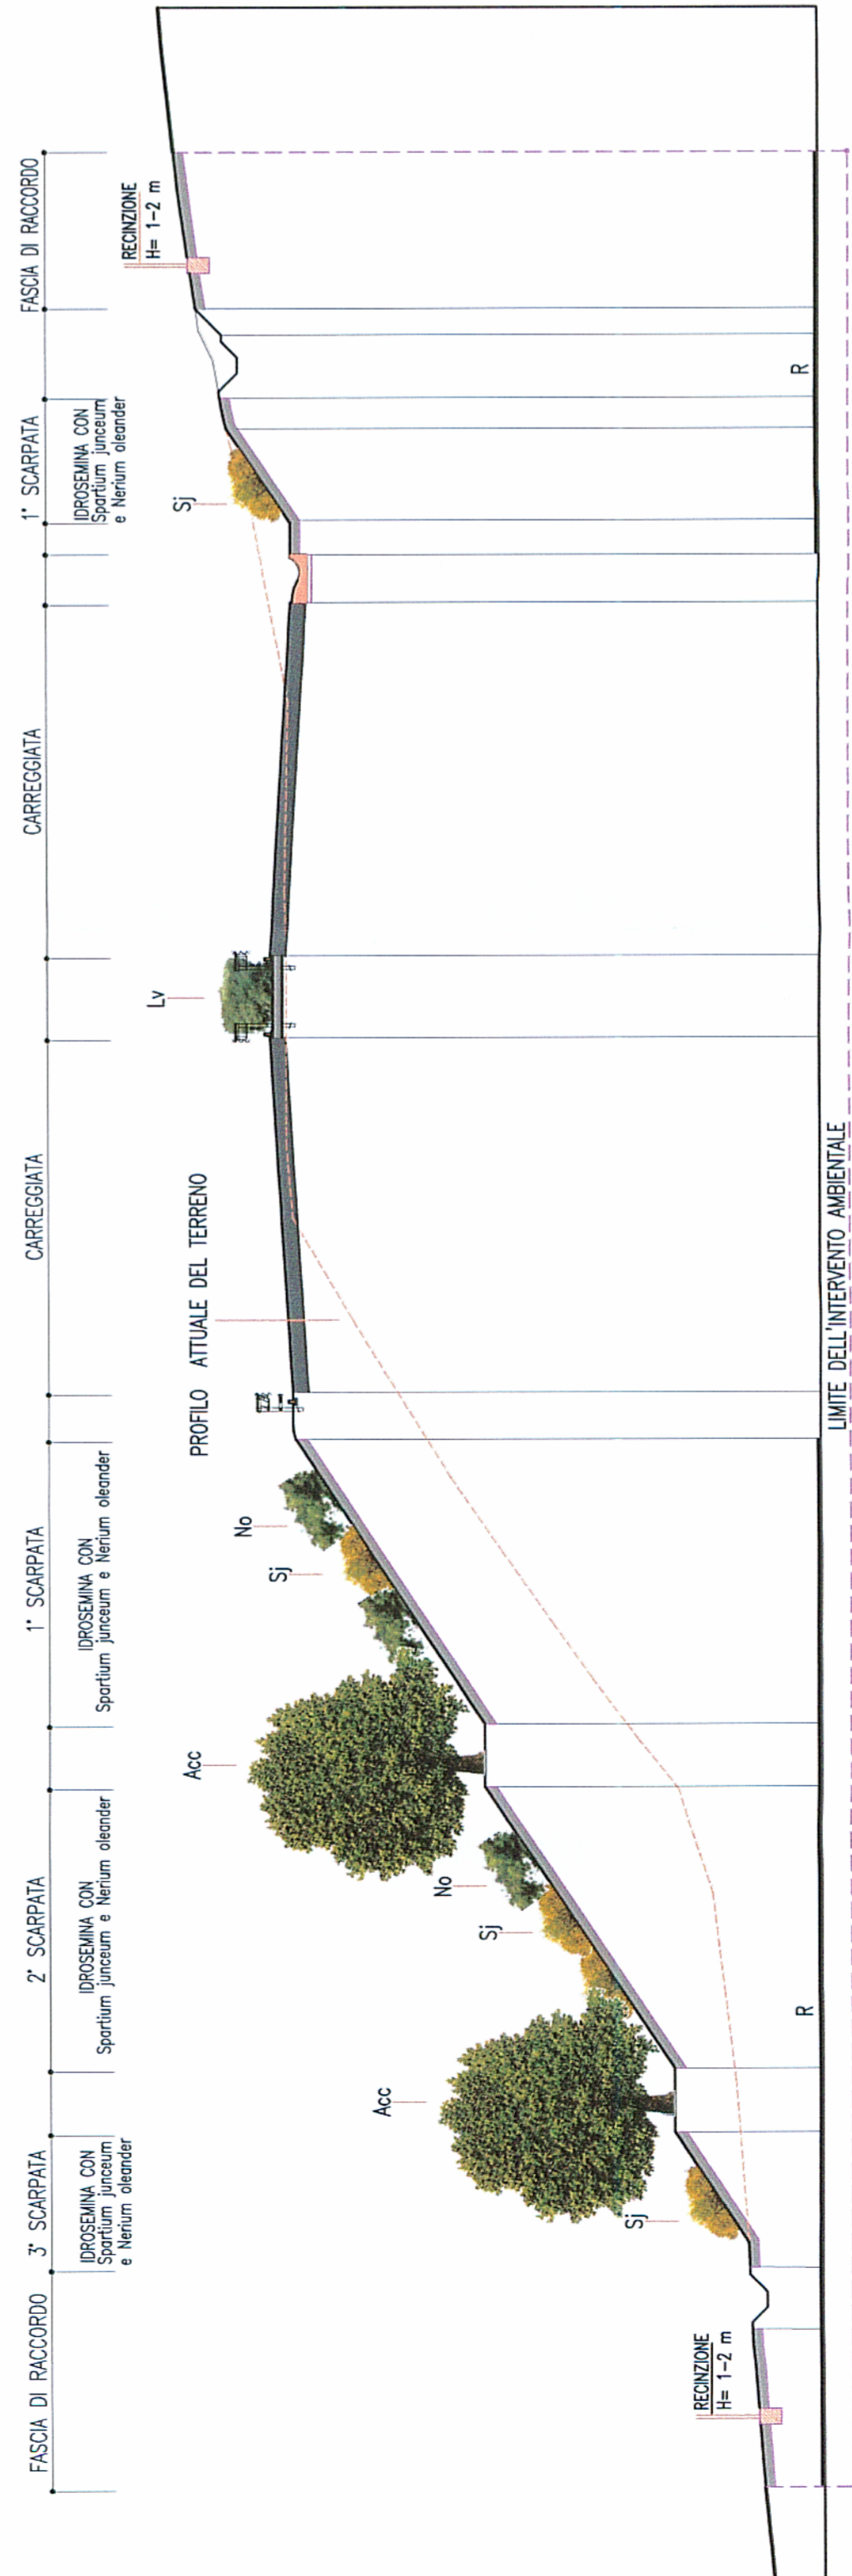 FASCIA DI RACCORDO
3° SCARPATA
2° SCARPATA
1° SCARPATA
CARREGGIATA
CARREGGIATA
1° SCARPATA
FASCIA DI RACCORDO
IDROSEMINA CON
Spartium junceum
e Nerium oleander
IDROSEMINA CON
Spartium junceum e Nerium oleander
IDROSEMINA CON
Spartium junceum e Nerium oleander
IDROSEMINA CON
Spartium junceum
e Nerium oleander
RECINZIONE
H= 1-2 m
Sj
Acc
Sj
No
Acc
Sj
No
PROFILO ATTUALE DEL TERRENO
Lv
Sj
RECINZIONE
H= 1-2 m
R
R
LIMITE DELL'INTERVENTO AMBIENTALE